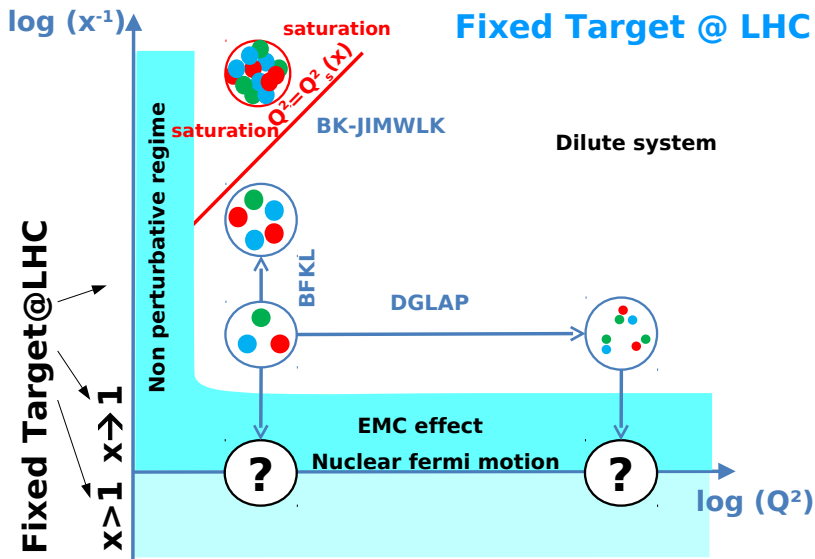 log (x⁻¹)
Fixed Target @ LHC
saturation
Q²=Q²ₛ(x)
saturation
BK-JIMWLK
Dilute system
Non perturbative regime
BFKL
DGLAP
Fixed Target@LHC
x→1
x>1
EMC effect
Nuclear fermi motion
?
?
log (Q²)